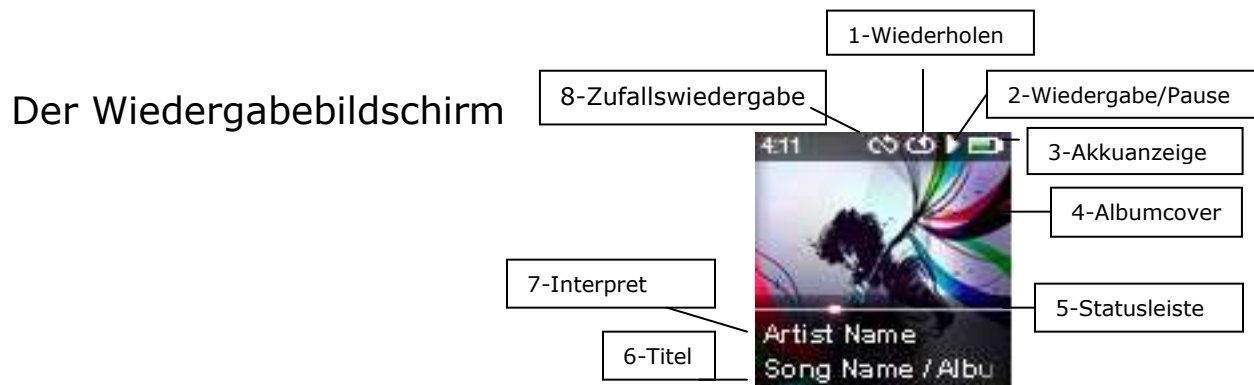 1-Wiederholen
8-Zufallswiedergabe
2-Wiedergabe/Pause
Der Wiedergabebildschirm
4:11
3-Akkuanzeige
4-Albumcover
7-Interpret
5-Statusleiste
Artist Name
6-Titel
Song Name / Albu